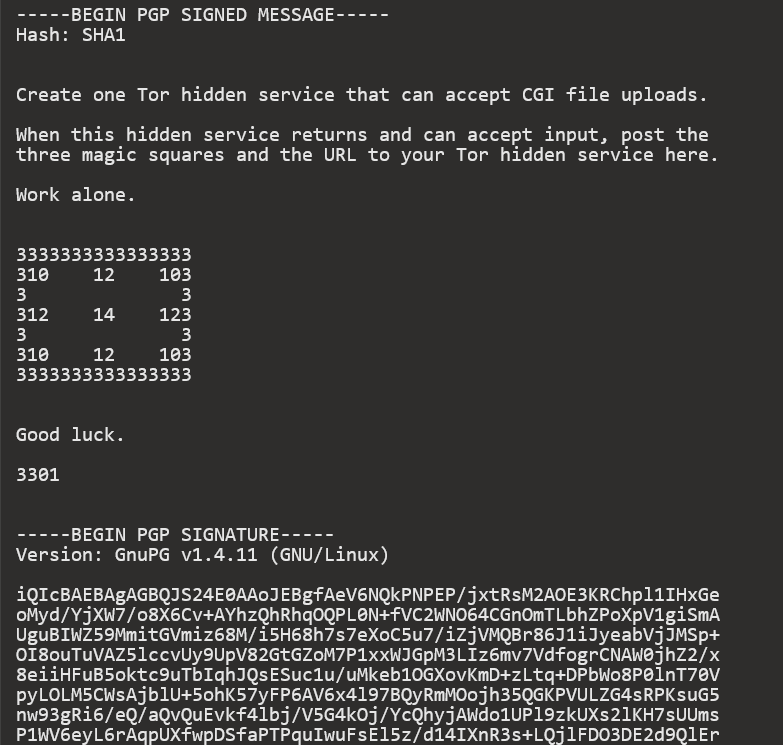 -----BEGIN PGP SIGNED MESSAGE-----
Hash: SHA1
Create one Tor hidden service that can accept CGI file uploads.
When this hidden service returns and can accept input, post the
three magic squares and the URL to your Tor hidden service here.
Work alone.
3333333333333333
310    12    103
3              3
312    14    123
3              3
310    12    103
3333333333333333
Good luck.
3301
-----BEGIN PGP SIGNATURE-----
Version: GnuPG v1.4.11 (GNU/Linux)
iQIcBAEBAgAGBQJS24E0AAoJEBgfAeV6NQkPNPEP/jxtRsM2AOE3KRChpl1IHxGe
oMyd/YjXW7/o8X6Cv+AYhzQhRhqOQPL0N+fVC2WNO64CGnOmTLbhZPoXpV1giSmA
UguBIWZ59MmitGVmiz68M/i5H68h7s7eXoC5u7/iZjVMQBr86J1iJyeabVjJMSp+
OI8ouTuVAZ5lccvUy9UpV82GtGZoM7P1xxWJGpM3LIz6mv7VdfogrCNAW0jhZ2/x
8eiiHFuB5oktc9uTbIqhJQsESuc1u/uMkeb1OGXovKmD+zLtq+DPbWo8P0lnT70V
pyLOLM5CWsAjblU+5ohK57yFP6AV6x4l97BQyRmMOojh35QGKPVULZG4sRPKsuG5
nw93gRi6/eQ/aQvQuEvkf4lbj/V5G4kOj/YcQhyjAWdo1UPl9zkUXs2lKH7sUUms
P1WV6eyL6rAqpUXfwpDSfaPTPquIwuFsEl5z/d14IXnR3s+LQjlFDO3DE2d9QlEr